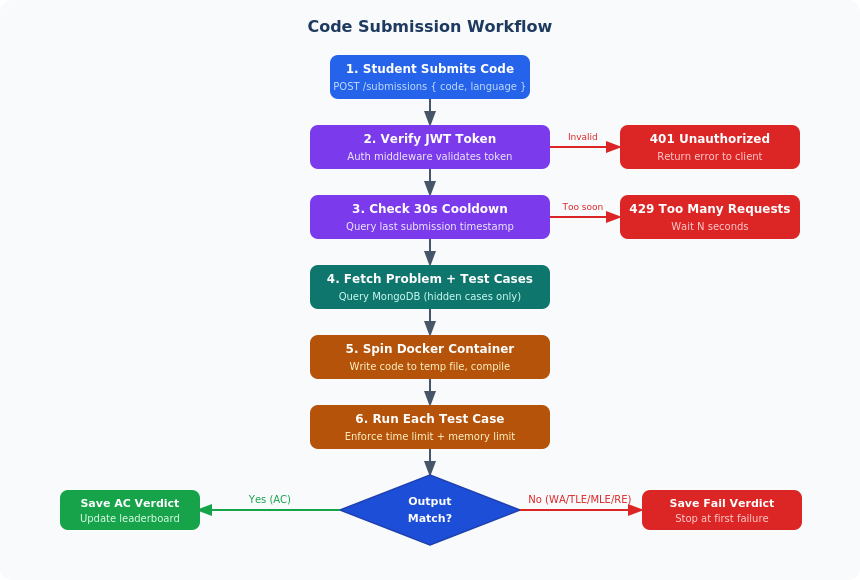 Code Submission Workflow
1. Student Submits Code
POST /submissions { code, language }
2. Verify JWT Token
Auth middleware validates token
Invalid
401 Unauthorized
Return error to client
3. Check 30s Cooldown
Query last submission timestamp
Too soon
429 Too Many Requests
Wait N seconds
4. Fetch Problem + Test Cases
Query MongoDB (hidden cases only)
5. Spin Docker Container
Write code to temp file, compile
6. Run Each Test Case
Enforce time limit + memory limit
Output
Match?
Yes (AC)
Save AC Verdict
Update leaderboard
No (WA/TLE/MLE/RE)
Save Fail Verdict
Stop at first failure